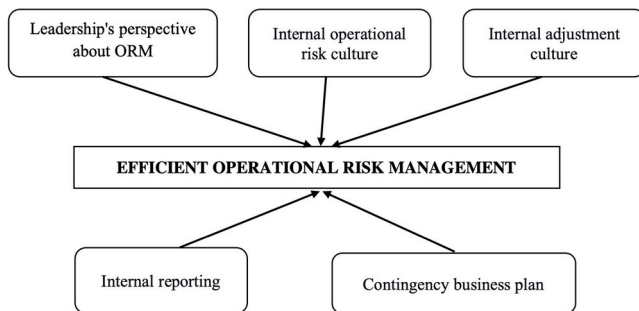 Leadership's perspective
about ORM
Internal operational
risk culture
Internal adjustment
culture
EFFICIENT OPERATIONAL RISK MANAGEMENT
Internal reporting
Contingency business plan